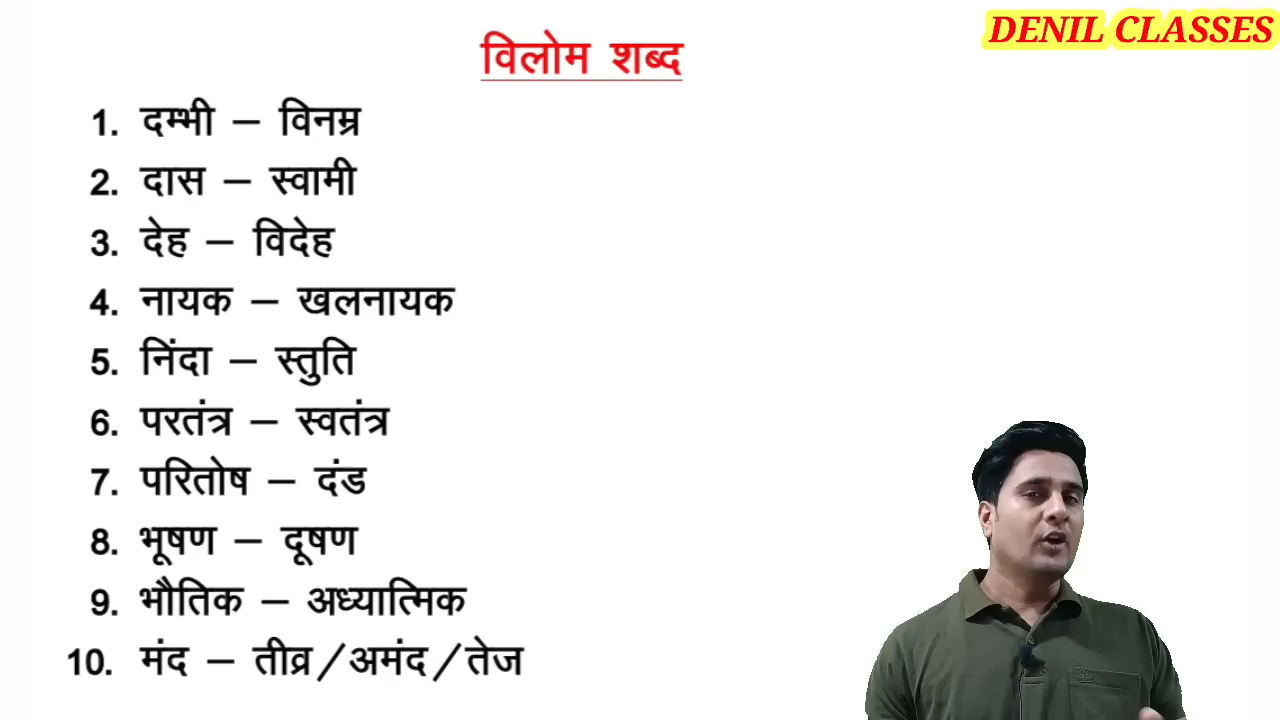 DENIL CLASSES
विलोम शब्द
1. दम्भी – विनम्र
2. दास – स्वामी
3. देह – विदेह
4. नायक – खलनायक
5. निंदा – स्तुति
6. परतंत्र – स्वतंत्र
7. परितोष – दंड
8. भूषण – दूषण
9. भौतिक – अध्यात्मिक
10. मंद – तीव्र/अमंद/तेज